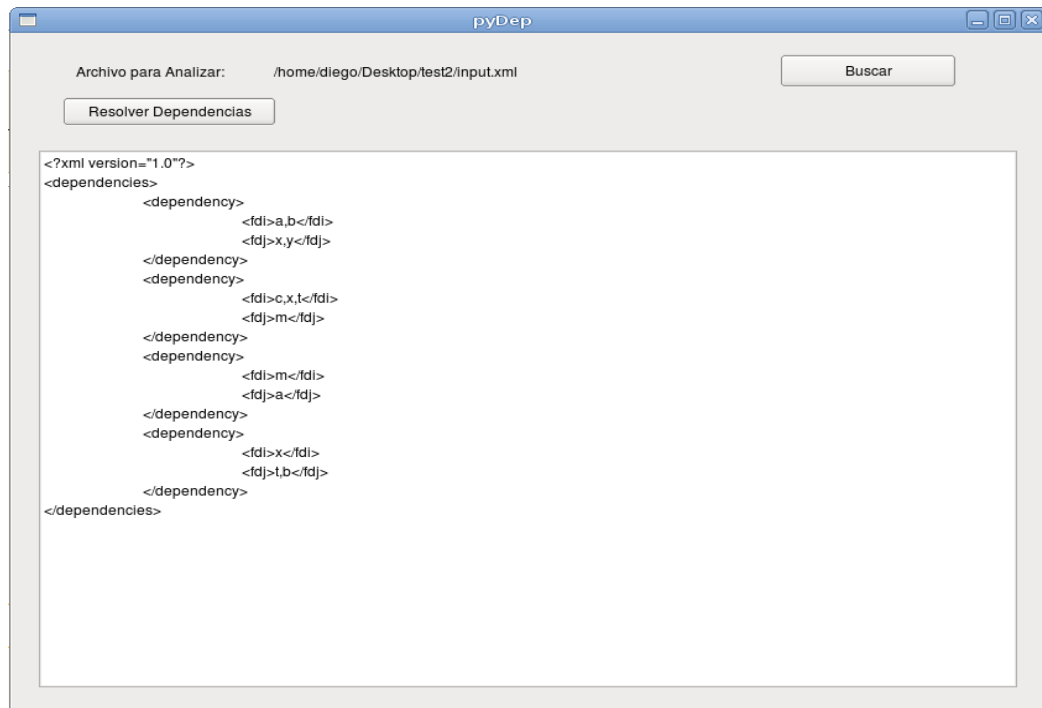 pyDep
Archivo para Analizar: /home/diego/Desktop/test2/input.xml Buscar
Resolver Dependencias
<?xml version="1.0"?>
<dependencies>
<dependency>
<fdi>a,b</fdi>
<fdj>x,y</fdj>
</dependency>
<dependency>
<fdi>c,x,t</fdi>
<fdj>m</fdj>
</dependency>
<dependency>
<fdi>m</fdi>
<fdj>a</fdj>
</dependency>
<dependency>
<fdi>x</fdi>
<fdj>t,b</fdj>
</dependency>
</dependencies>